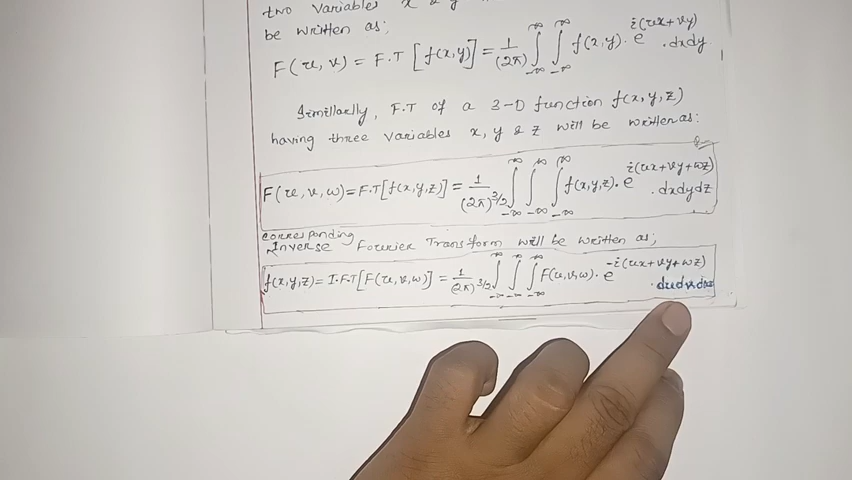 two variables x & y
be written as;
F(u, v) = F.T [f(x,y)] = 1/(2π) ∫_{-∞}^{∞} ∫_{-∞}^{∞} f(x,y). e^{i(ux+vy)} .dxdy
Similarly, F.T of a 3-D function f(x,y,z)
having three variables x, y & z will be written as:
F(u, v, w) = F.T[f(x,y,z)] = 1/(2π)^{3/2} ∫_{-∞}^{∞} ∫_{-∞}^{∞} ∫_{-∞}^{∞} f(x,y,z). e^{i(ux+vy+wz)} .dxdydz
corresponding
Inverse Fourier Transform will be written as;
f(x,y,z) = I.F.T[F(u,v,w)] = 1/(2π)^{3/2} ∫_{-∞}^{∞} ∫_{-∞}^{∞} ∫_{-∞}^{∞} F(u,v,w). e^{-i(ux+vy+wz)} .dudvdw